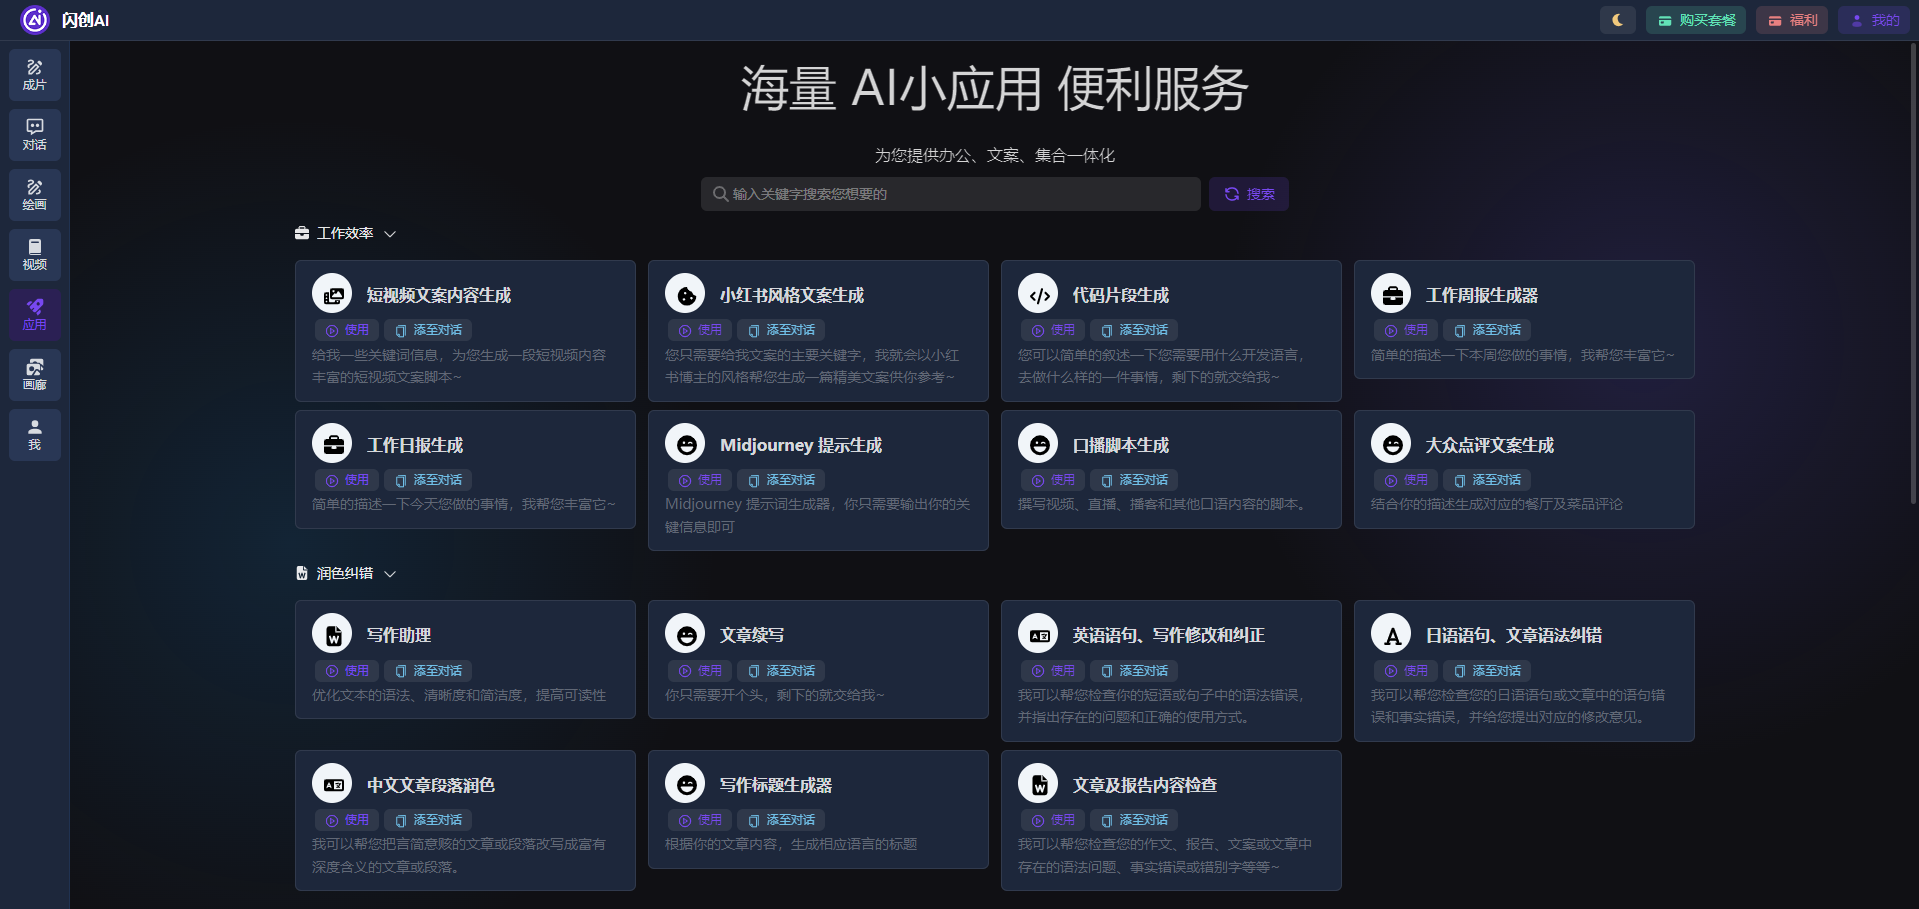 闪创AI
购买套餐
福利
我的
成片
对话
绘画
视频
应用
画廊
我
海量 AI小应用 便利服务
为您提供办公、文案、集合一体化
输入关键字搜索您想要的
搜索
工作效率
短视频文案内容生成
使用 添至对话
给我一些关键词信息，为您生成一段短视频内容
丰富的短视频文案脚本~
小红书风格文案生成
使用 添至对话
您只需要给我文案的主要关键字，我就会以小红
书博主的风格帮您生成一篇精美文案供你参考~
代码片段生成
使用 添至对话
您可以简单的叙述一下您需要用什么开发语言，
去做什么样的一件事情，剩下的就交给我~
工作周报生成器
使用 添至对话
简单的描述一下本周您做的事情，我帮您丰富它~
工作日报生成
使用 添至对话
简单的描述一下今天您做的事情，我帮您丰富它~
Midjourney 提示生成
使用 添至对话
Midjourney 提示词生成器，你只需要输出你的关
键信息即可
口播脚本生成
使用 添至对话
撰写视频、直播、播客和其他口语内容的脚本。
大众点评文案生成
使用 添至对话
结合你的描述生成对应的餐厅及菜品评论
润色纠错
写作助理
使用 添至对话
优化文本的语法、清晰度和简洁度，提高可读性
文章续写
使用 添至对话
你只需要开个头，剩下的就交给我~
英语语句、写作修改和纠正
使用 添至对话
我可以帮您检查你的短语或句子中的语法错误，
并指出存在的问题和正确的使用方式。
日语语句、文章语法纠错
使用 添至对话
我可以帮您检查您的日语语句或文章中的语句错
误和事实错误，并给您提出对应的修改意见。
中文文章段落润色
使用 添至对话
我可以帮您把言简意赅的文章或段落改写成富有
深度含义的文章或段落。
写作标题生成器
使用 添至对话
根据你的文章内容，生成相应语言的标题
文章及报告内容检查
使用 添至对话
我可以帮您检查您的作文、报告、文案或文章中
存在的语法问题、事实错误或错别字等等~